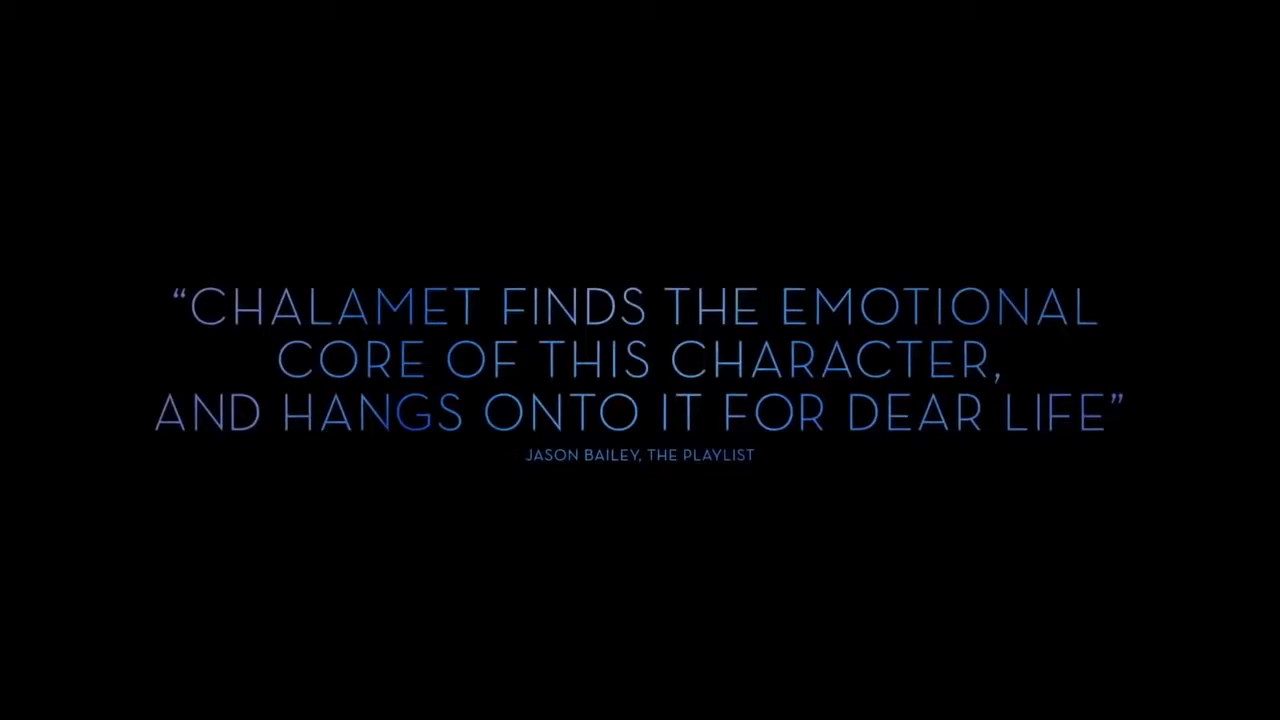 “CHALAMET FINDS THE EMOTIONAL
CORE OF THIS CHARACTER,
AND HANGS ONTO IT FOR DEAR LIFE”
JASON BAILEY, THE PLAYLIST